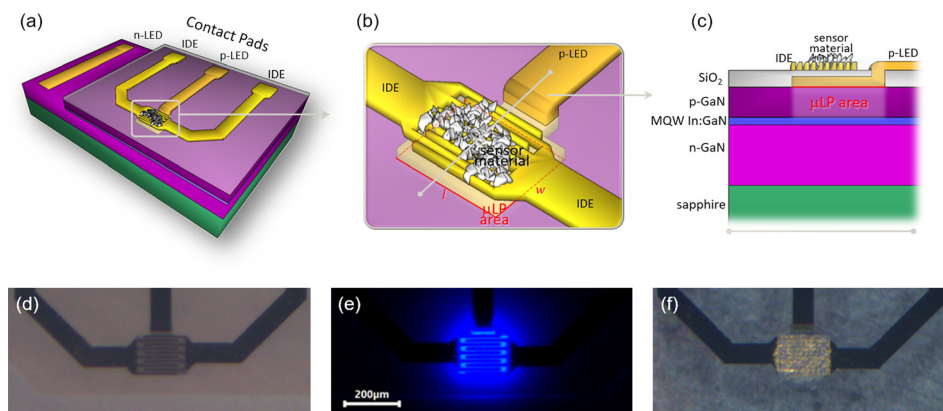 (a)
Contact Pads
n-LED
IDE
p-LED
IDE
(b)
p-LED
IDE
sensor
material
l
w
μLP
area
IDE
(c)
sensor
material
IDE
p-LED
SiO2
p-GaN
μLP area
MQW In:GaN
n-GaN
sapphire
(d)
(e)
200μm
(f)